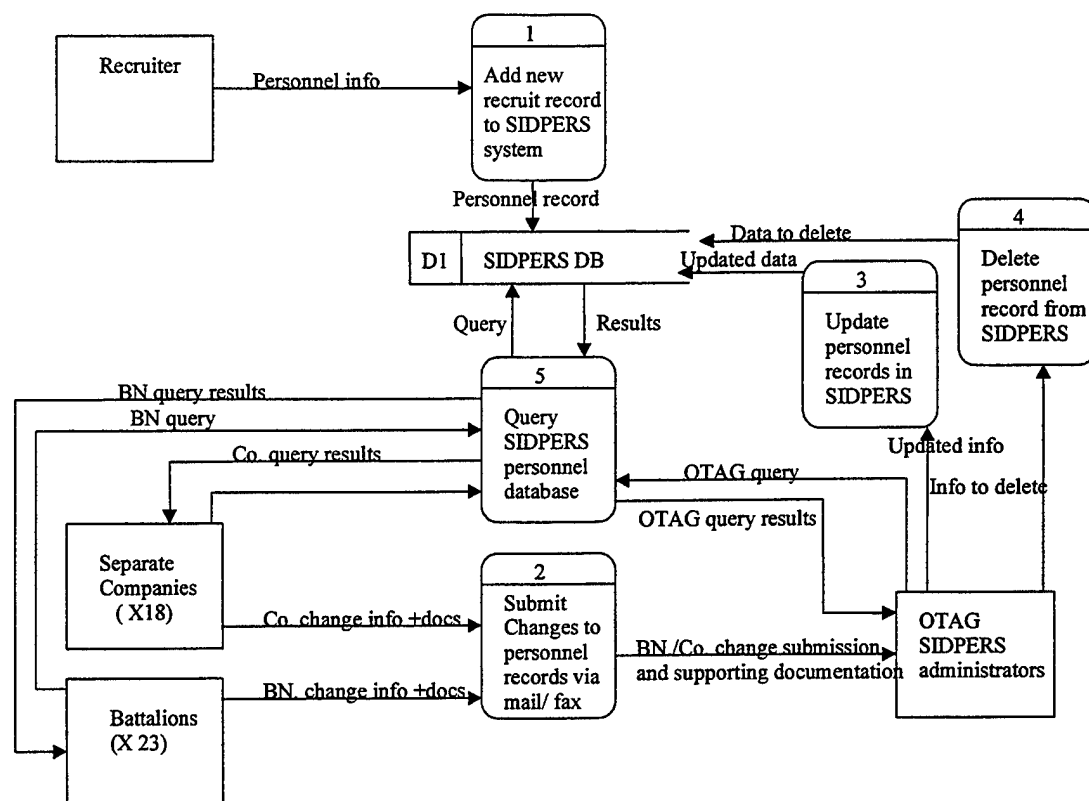 Recruiter
Personnel info
1
Add new
recruit record
to SIDPERS
system
Personnel record
D1 SIDPERS DB
Data to delete
Updated data
4
Delete
personnel
record from
SIDPERS
3
Update
personnel
records in
SIDPERS
Query
Results
5
Query
SIDPERS
personnel
database
BN query results
BN query
Co. query results
OTAG query
OTAG query results
Updated info
Info to delete
Separate
Companies
( X18)
2
Submit
Changes to
personnel
records via
mail/ fax
Co. change info +docs
BN. change info +docs
BN /Co. change submission
and supporting documentation
OTAG
SIDPERS
administrators
Battalions
(X 23)